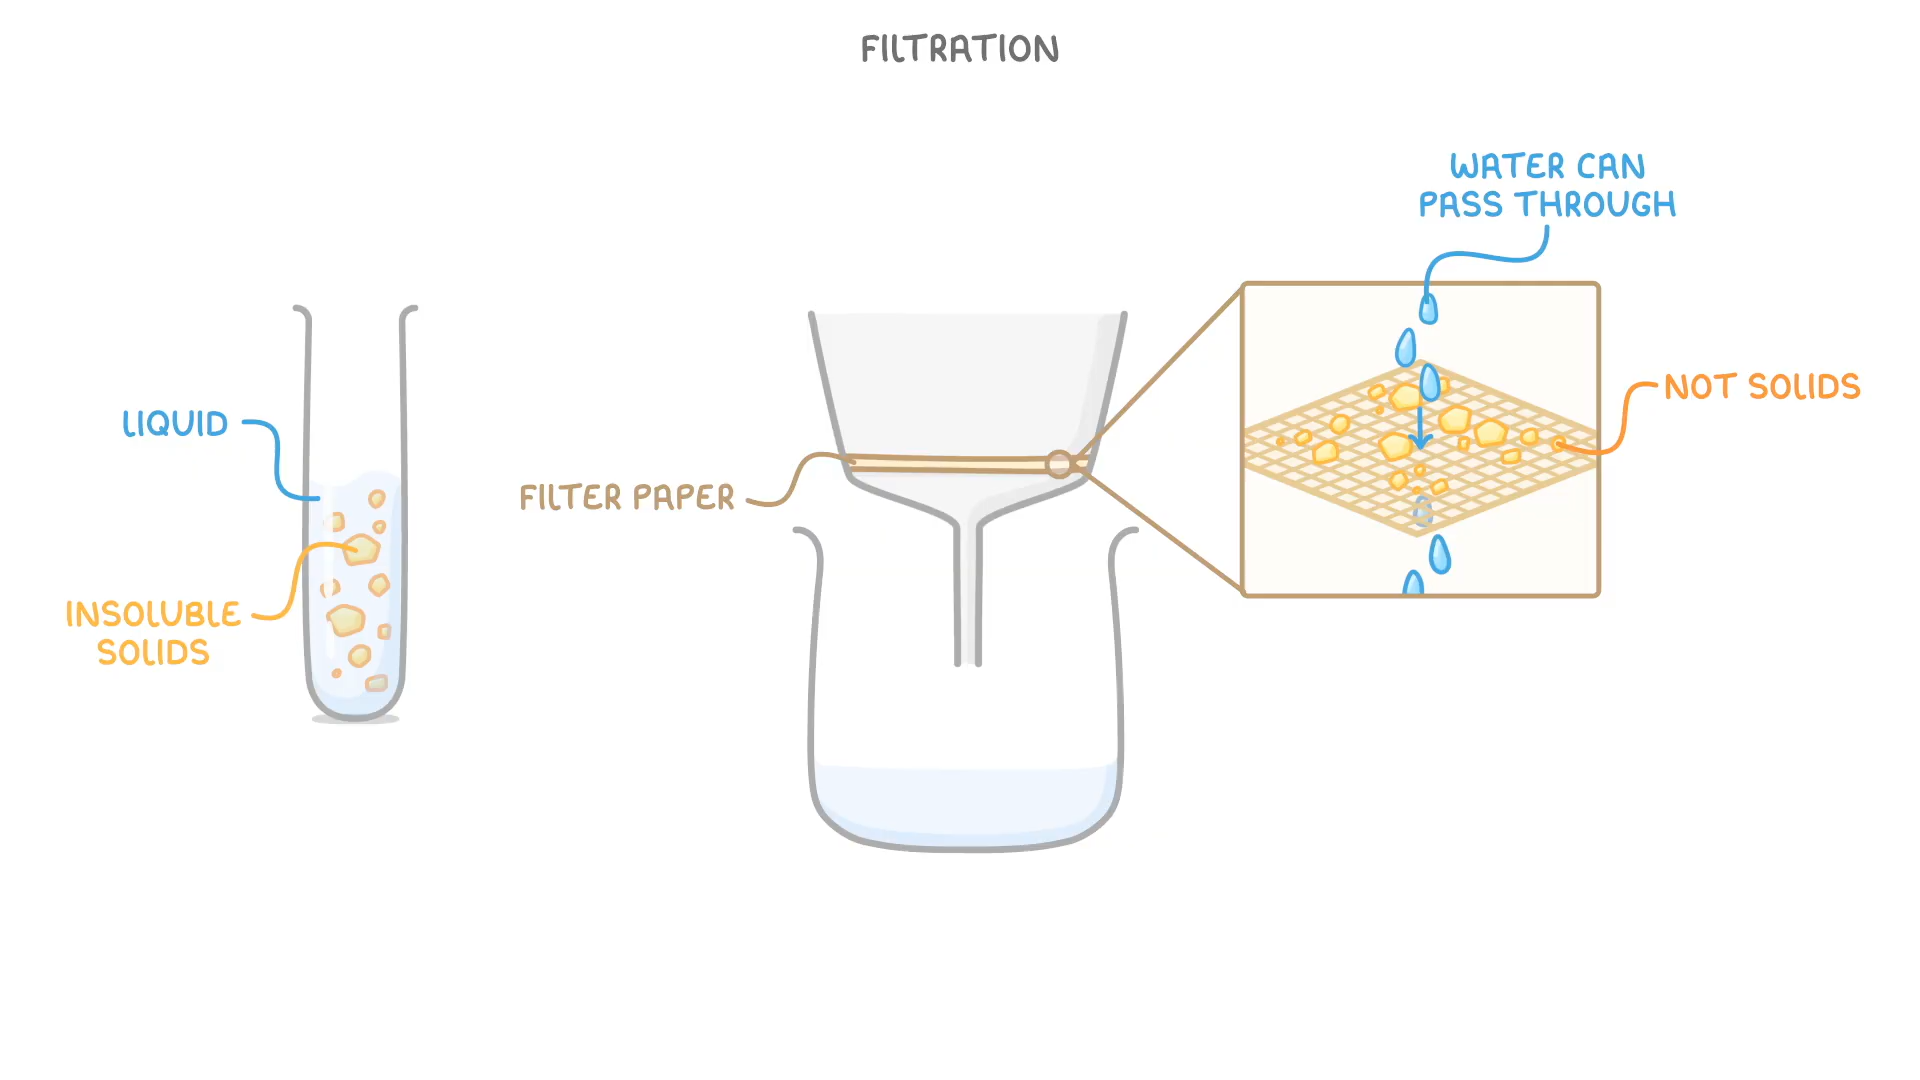 FILTRATION
WATER CAN
PASS THROUGH
NOT SOLIDS
LIQUID
FILTER PAPER
INSOLUBLE
SOLIDS